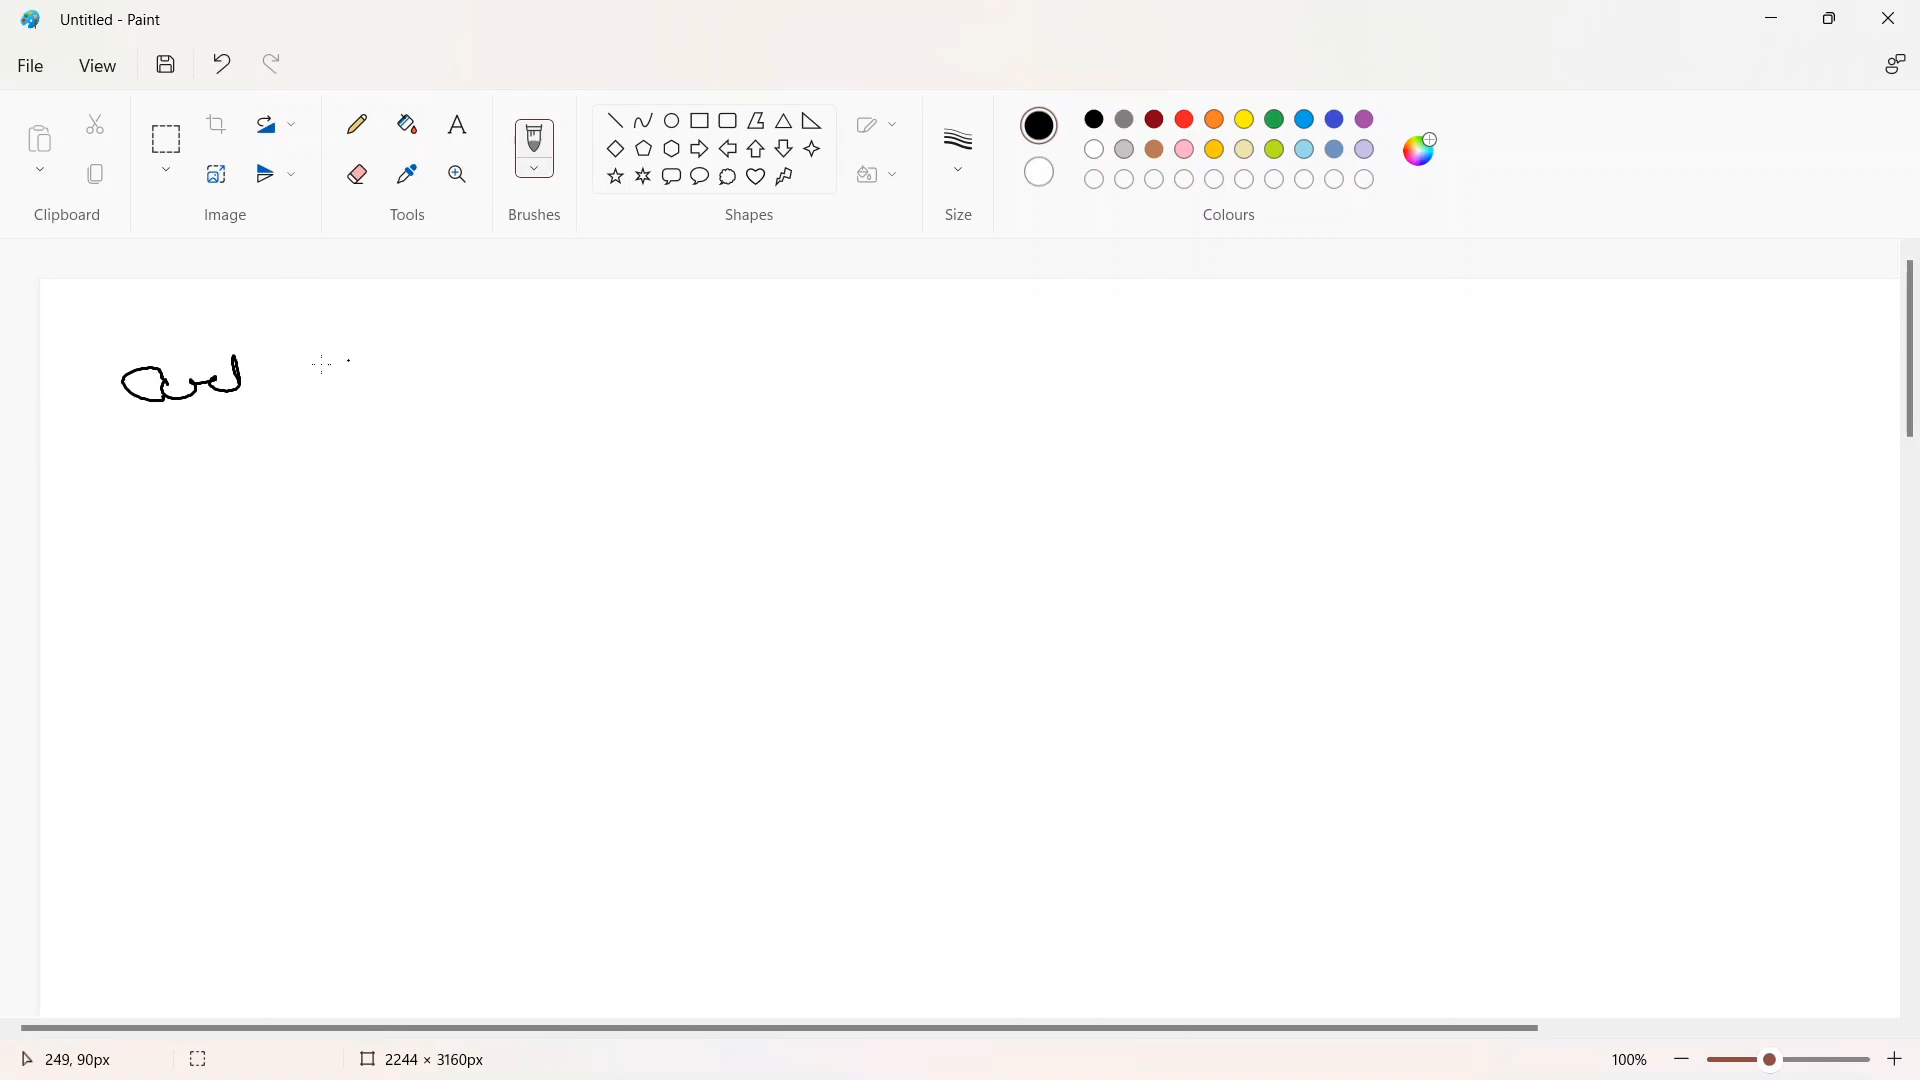 Untitled - Paint
File View
Clipboard Image Tools Brushes Shapes Size Colours
249, 90px 2244 × 3160px 100%